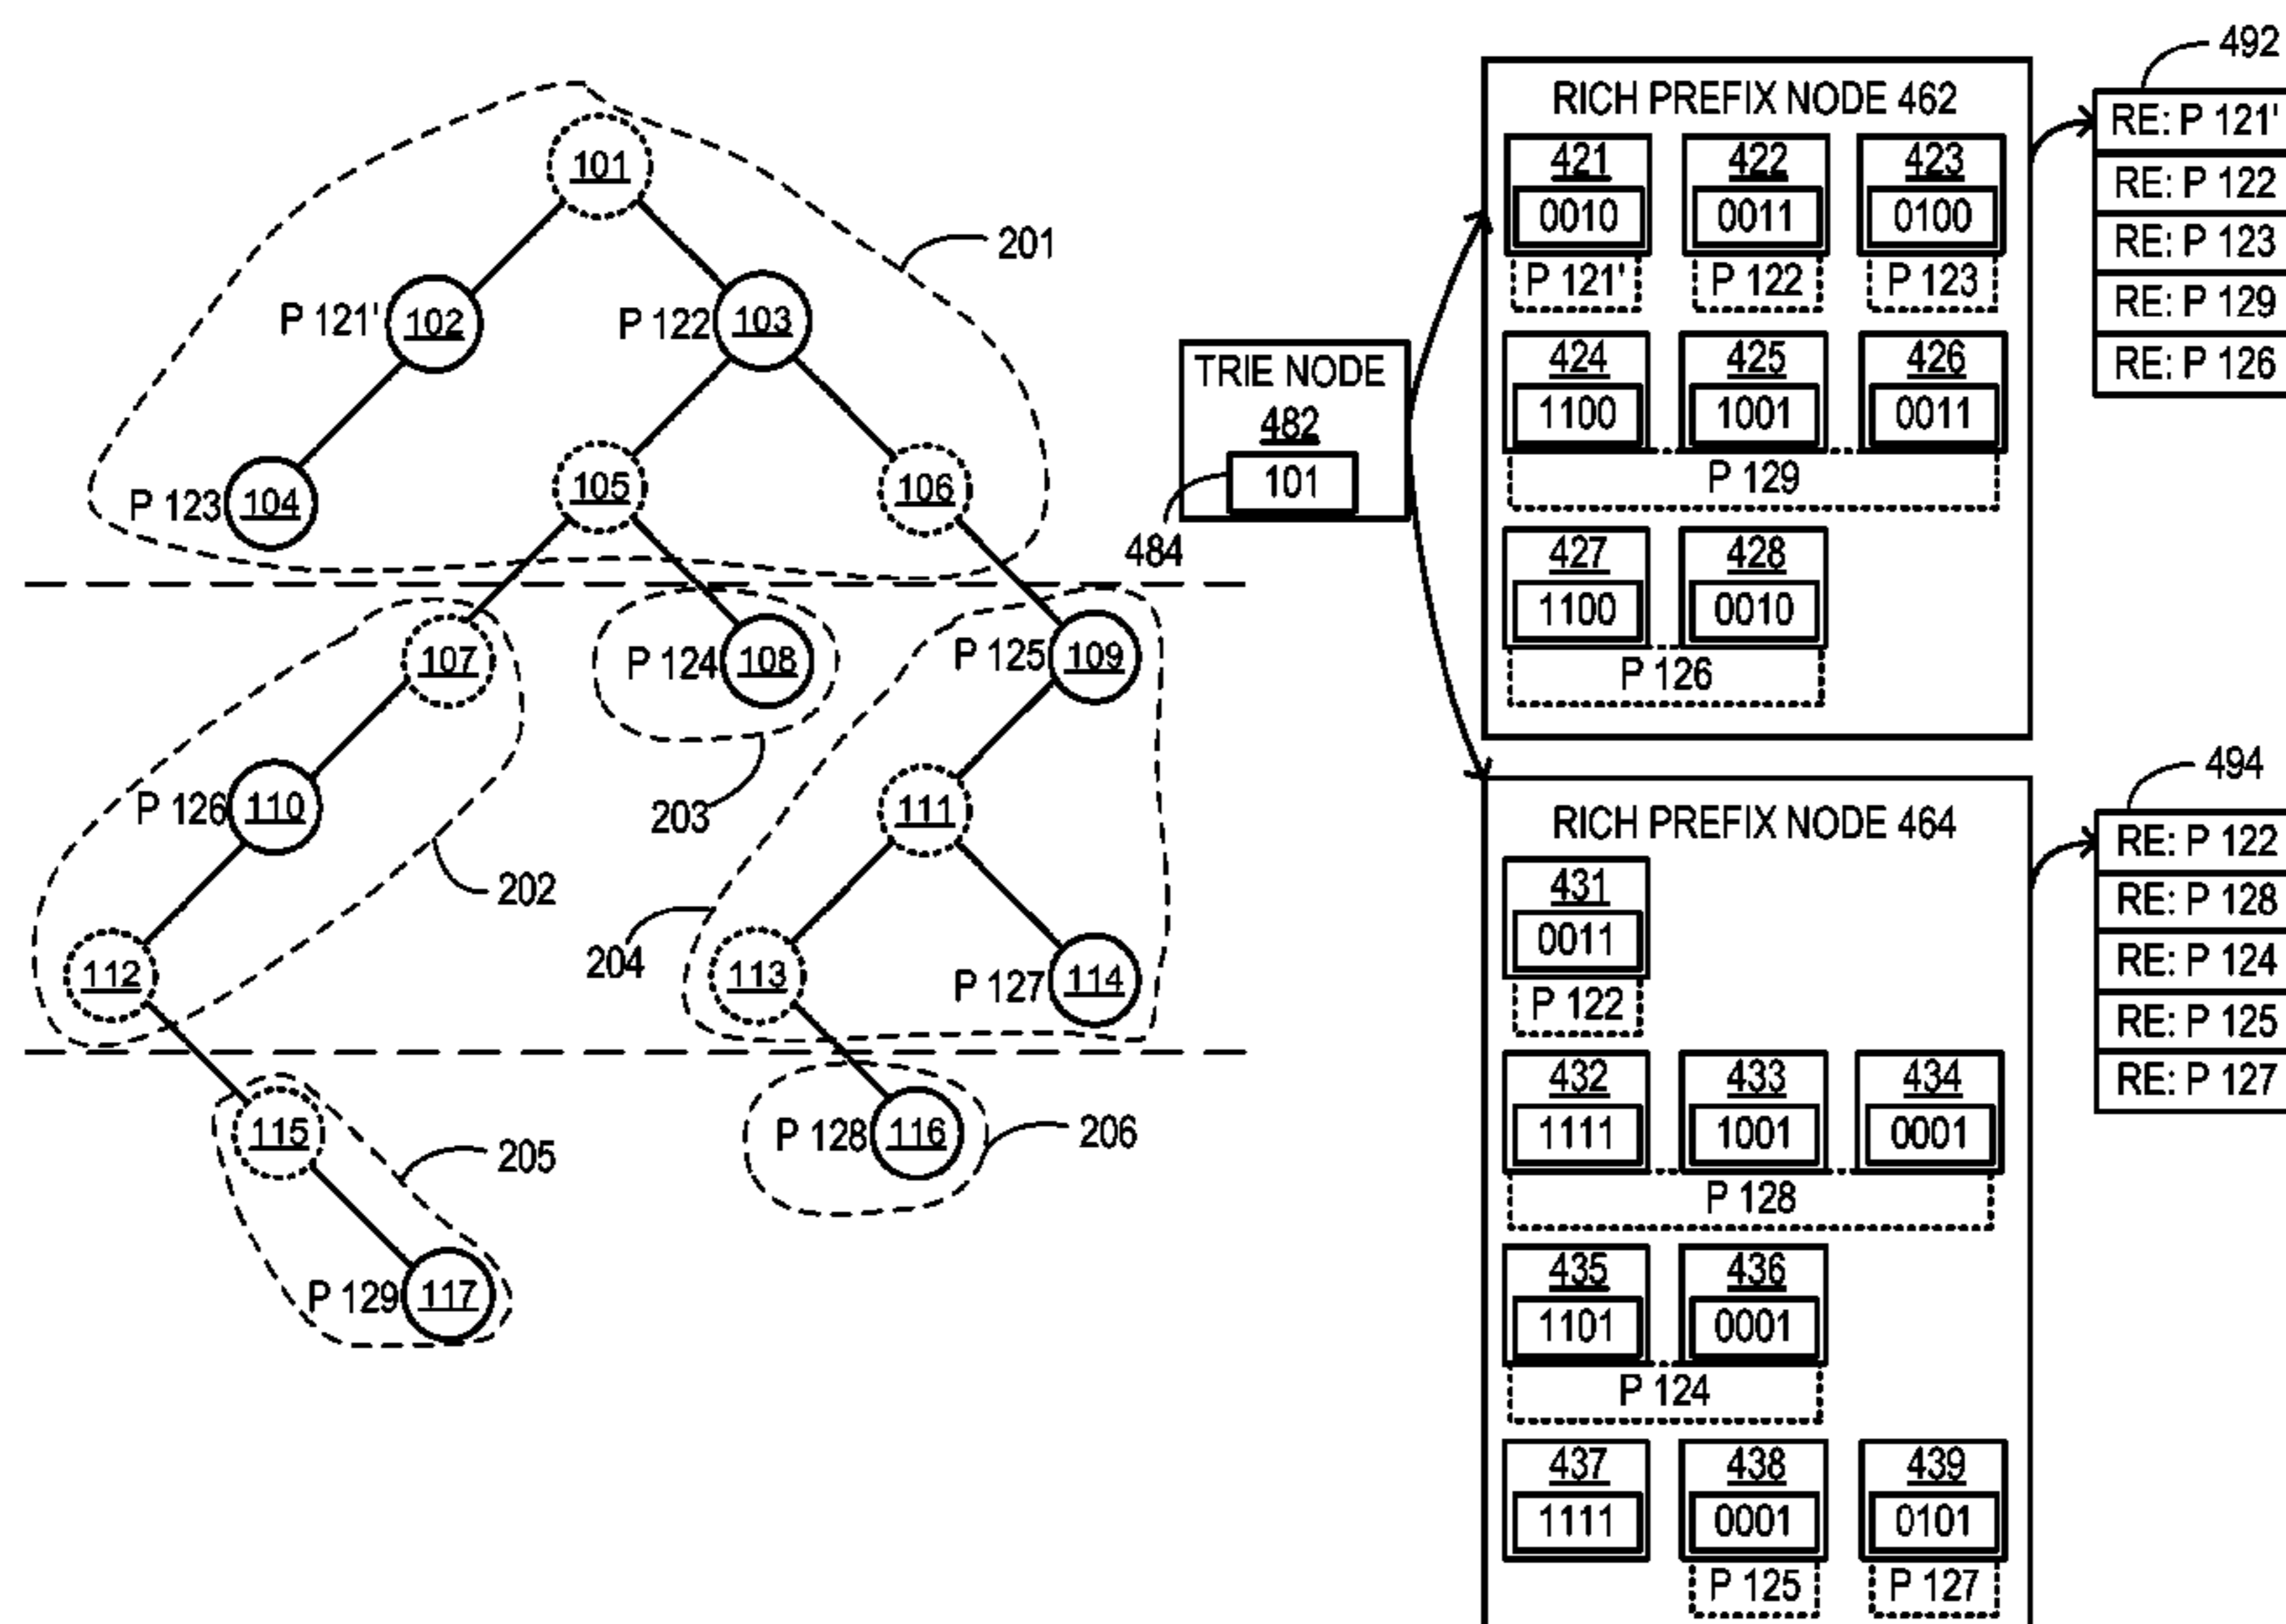 101
201
P 121' 102
P 122 103
P 123 104
105
106
107
P 124 108
P 125 109
P 126 110
111
203
202
112
204
113
P 127 114
115
205
P 128 116
206
P 129 117
TRIE NODE
482
101
484
RICH PREFIX NODE 462
421 422 423
0010 0011 0100
P 121' P 122 P 123
424 425 426
1100 1001 0011
P 129
427 428
1100 0010
P 126
492
RE: P 121'
RE: P 122
RE: P 123
RE: P 129
RE: P 126
RICH PREFIX NODE 464
431
0011
P 122
432 433 434
1111 1001 0001
P 128
435 436
1101 0001
P 124
437 438 439
1111 0001 0101
P 125 P 127
494
RE: P 122
RE: P 128
RE: P 124
RE: P 125
RE: P 127